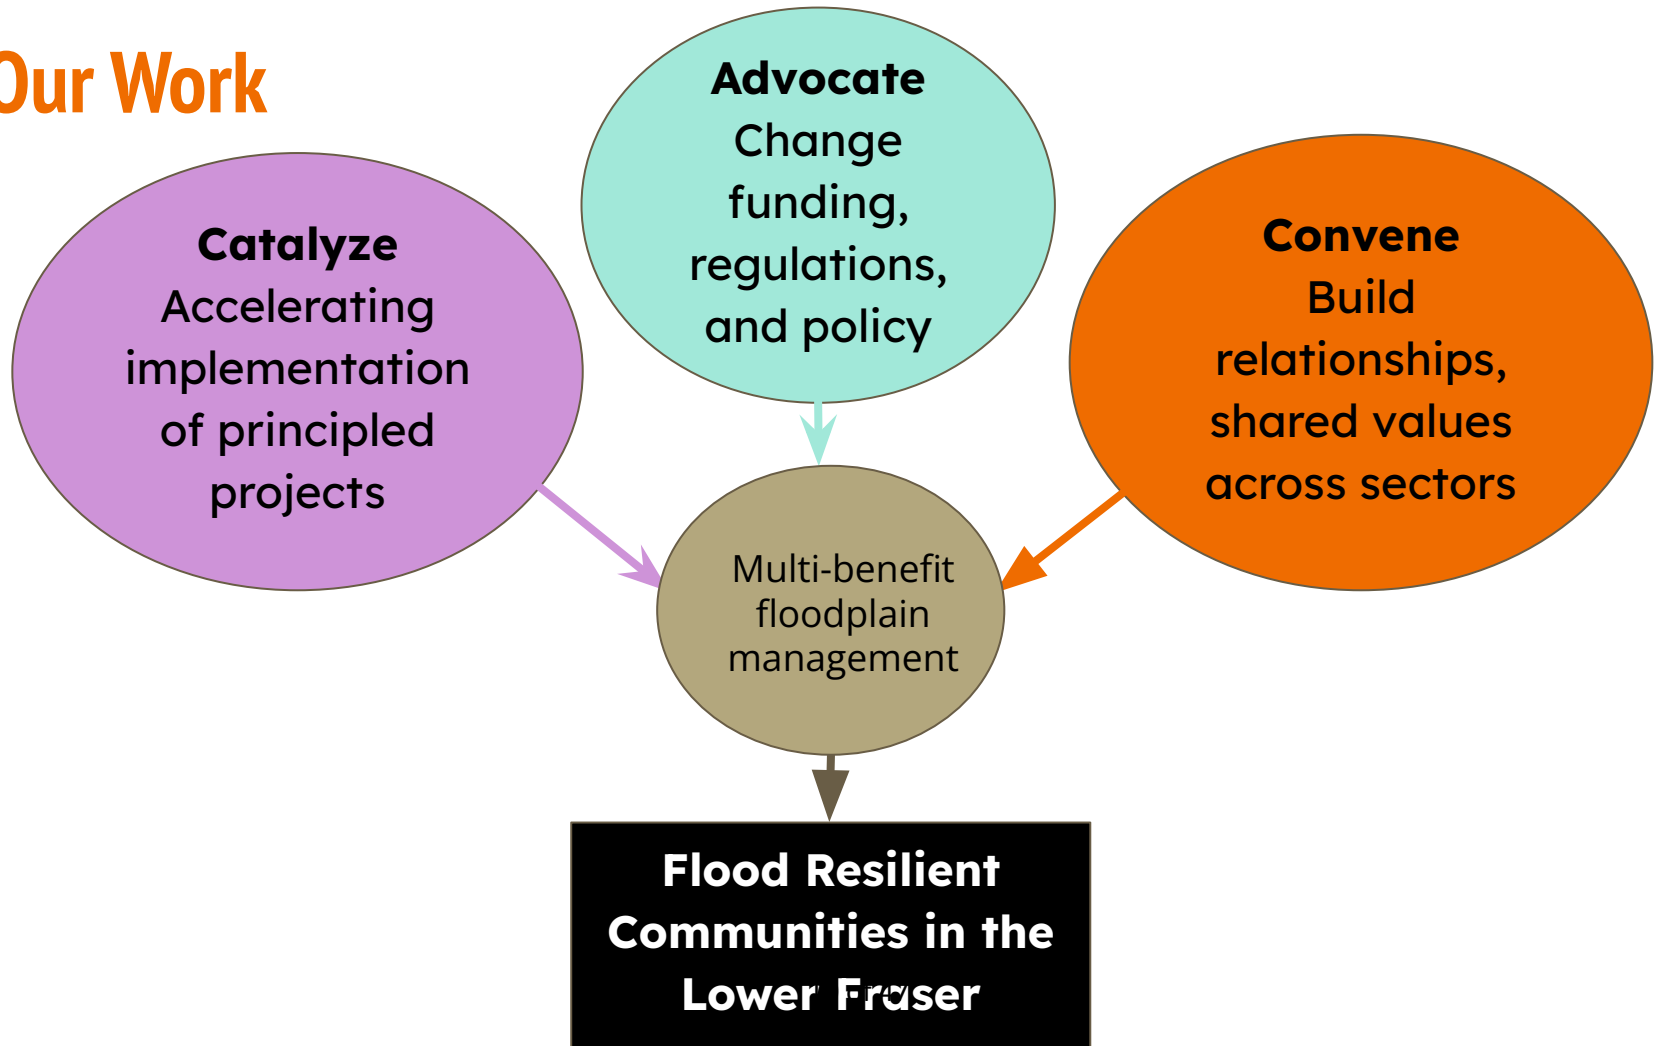 Our Work
Advocate
Change
funding,
regulations,
and policy
Catalyze
Accelerating
implementation
of principled
projects
Convene
Build
relationships,
shared values
across sectors
Multi-benefit
floodplain
management
Flood Resilient
Communities in the
Lower Fraser